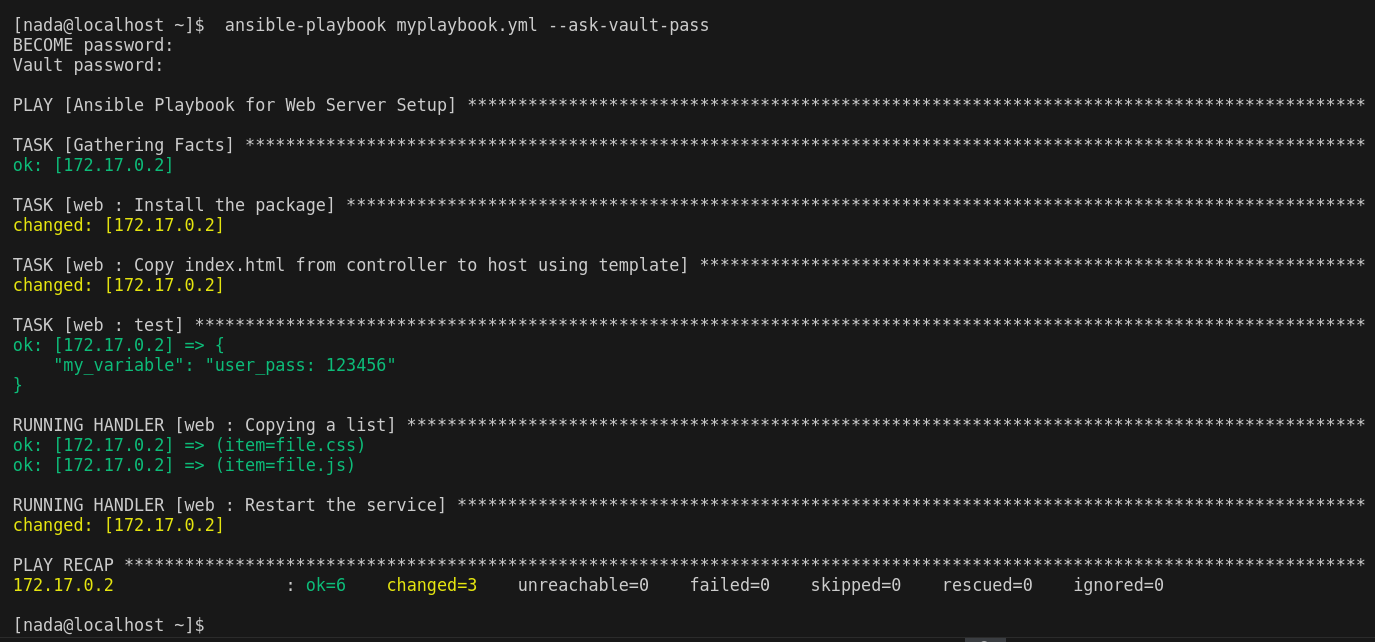 [nada@localhost ~]$  ansible-playbook myplaybook.yml --ask-vault-pass
BECOME password:
Vault password:
PLAY [Ansible Playbook for Web Server Setup] *****************************************************************************************
TASK [Gathering Facts] ***************************************************************************************************************
ok: [172.17.0.2]
TASK [web : Install the package] *****************************************************************************************************
changed: [172.17.0.2]
TASK [web : Copy index.html from controller to host using template] ******************************************************************
changed: [172.17.0.2]
TASK [web : test] ********************************************************************************************************************
ok: [172.17.0.2] => {
    "my_variable": "user_pass: 123456"
}
RUNNING HANDLER [web : Copying a list] ***********************************************************************************************
ok: [172.17.0.2] => (item=file.css)
ok: [172.17.0.2] => (item=file.js)
RUNNING HANDLER [web : Restart the service] ******************************************************************************************
changed: [172.17.0.2]
PLAY RECAP ***************************************************************************************************************************
172.17.0.2                 : ok=6    changed=3    unreachable=0    failed=0    skipped=0    rescued=0    ignored=0
[nada@localhost ~]$